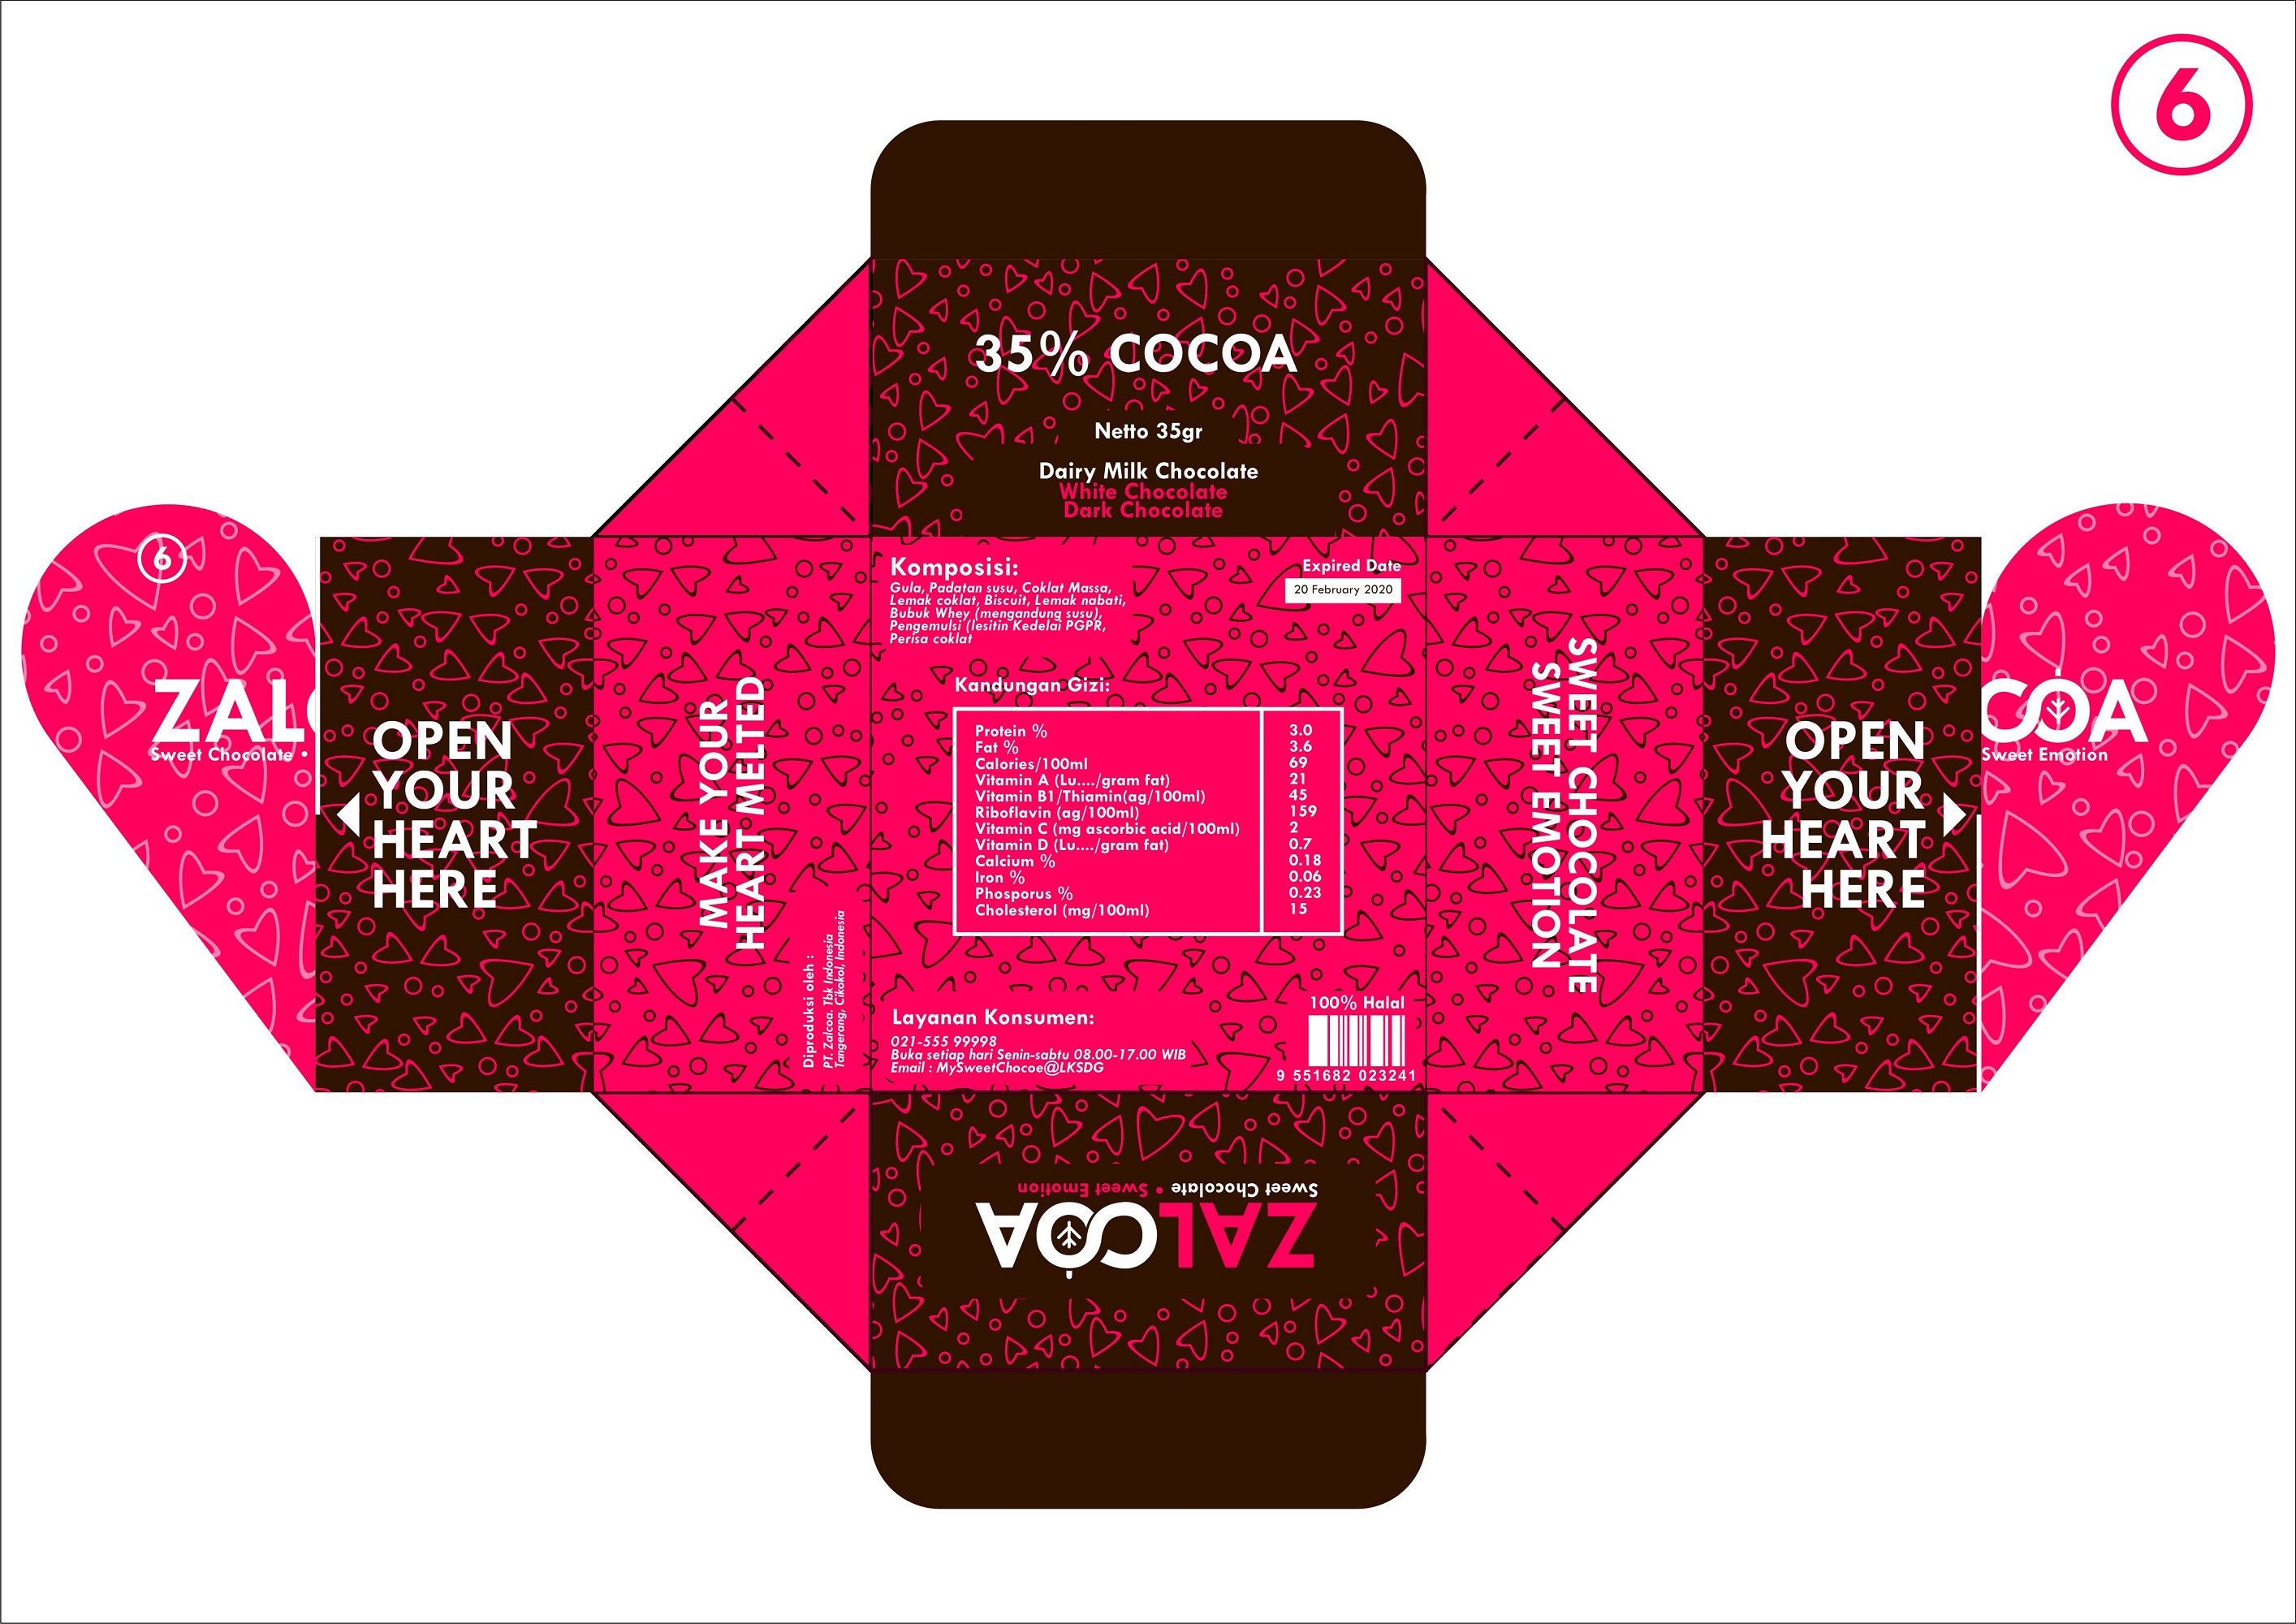 6
35% COCOA
Netto 35gr
Dairy Milk Chocolate
White Chocolate
Dark Chocolate
6
ZALC
Sweet Chocolate •
OPEN
YOUR
HEART
HERE
MAKE YOUR
HEART MELTED
Diproduksi oleh :
PT. Zalcoa. Tbk Indonesia
Tangerang, Cikokol, Indonesia
Komposisi:
Gula, Padatan susu, Coklat Massa,
Lemak coklat, Biscuit, Lemak nabati,
Bubuk Whey (mengandung susu),
Pengemulsi (lesitin Kedelai PGPR,
Perisa coklat
Expired Date
20 February 2020
Kandungan Gizi:
Protein % 3.0
Fat % 3.6
Calories/100ml 69
Vitamin A (Lu..../gram fat) 21
Vitamin B1/Thiamin(ag/100ml) 45
Riboflavin (ag/100ml) 159
Vitamin C (mg ascorbic acid/100ml) 2
Vitamin D (Lu..../gram fat) 0.7
Calcium % 0.18
Iron % 0.06
Phosporus % 0.23
Cholesterol (mg/100ml) 15
Layanan Konsumen:
021-555 99998
Buka setiap hari Senin-sabtu 08.00-17.00 WIB
Email : MySweetChocoe@LKSDG
100% Halal
9 551682 023241
SWEET CHOCOLATE
SWEET EMOTION
OPEN
YOUR
HEART
HERE
COA
Sweet Emotion
ZALCOA
Sweet Chocolate • Sweet Emotion